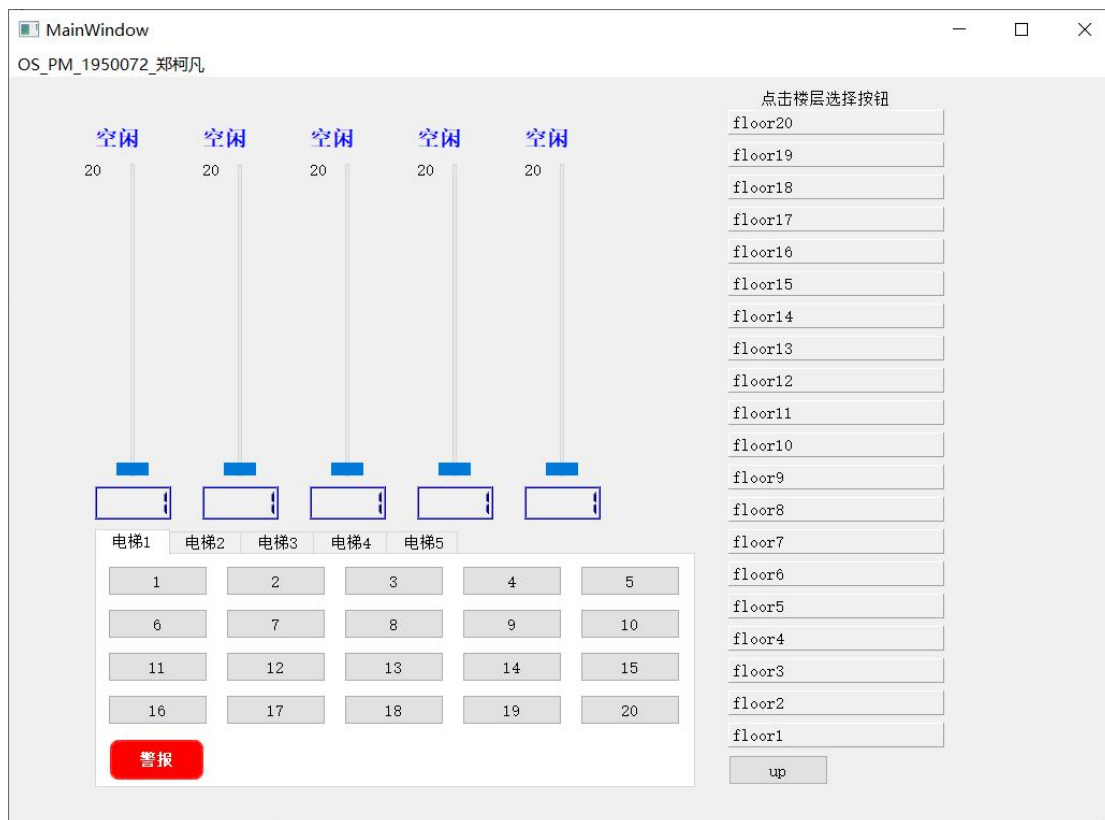 MainWindow
OS_PM_1950072_郑柯凡
空闲 空闲 空闲 空闲 空闲
20 20 20 20 20
1 1 1 1 1
电梯1 电梯2 电梯3 电梯4 电梯5
1 2 3 4 5
6 7 8 9 10
11 12 13 14 15
16 17 18 19 20
警报
点击楼层选择按钮
floor20
floor19
floor18
floor17
floor16
floor15
floor14
floor13
floor12
floor11
floor10
floor9
floor8
floor7
floor6
floor5
floor4
floor3
floor2
floor1
up